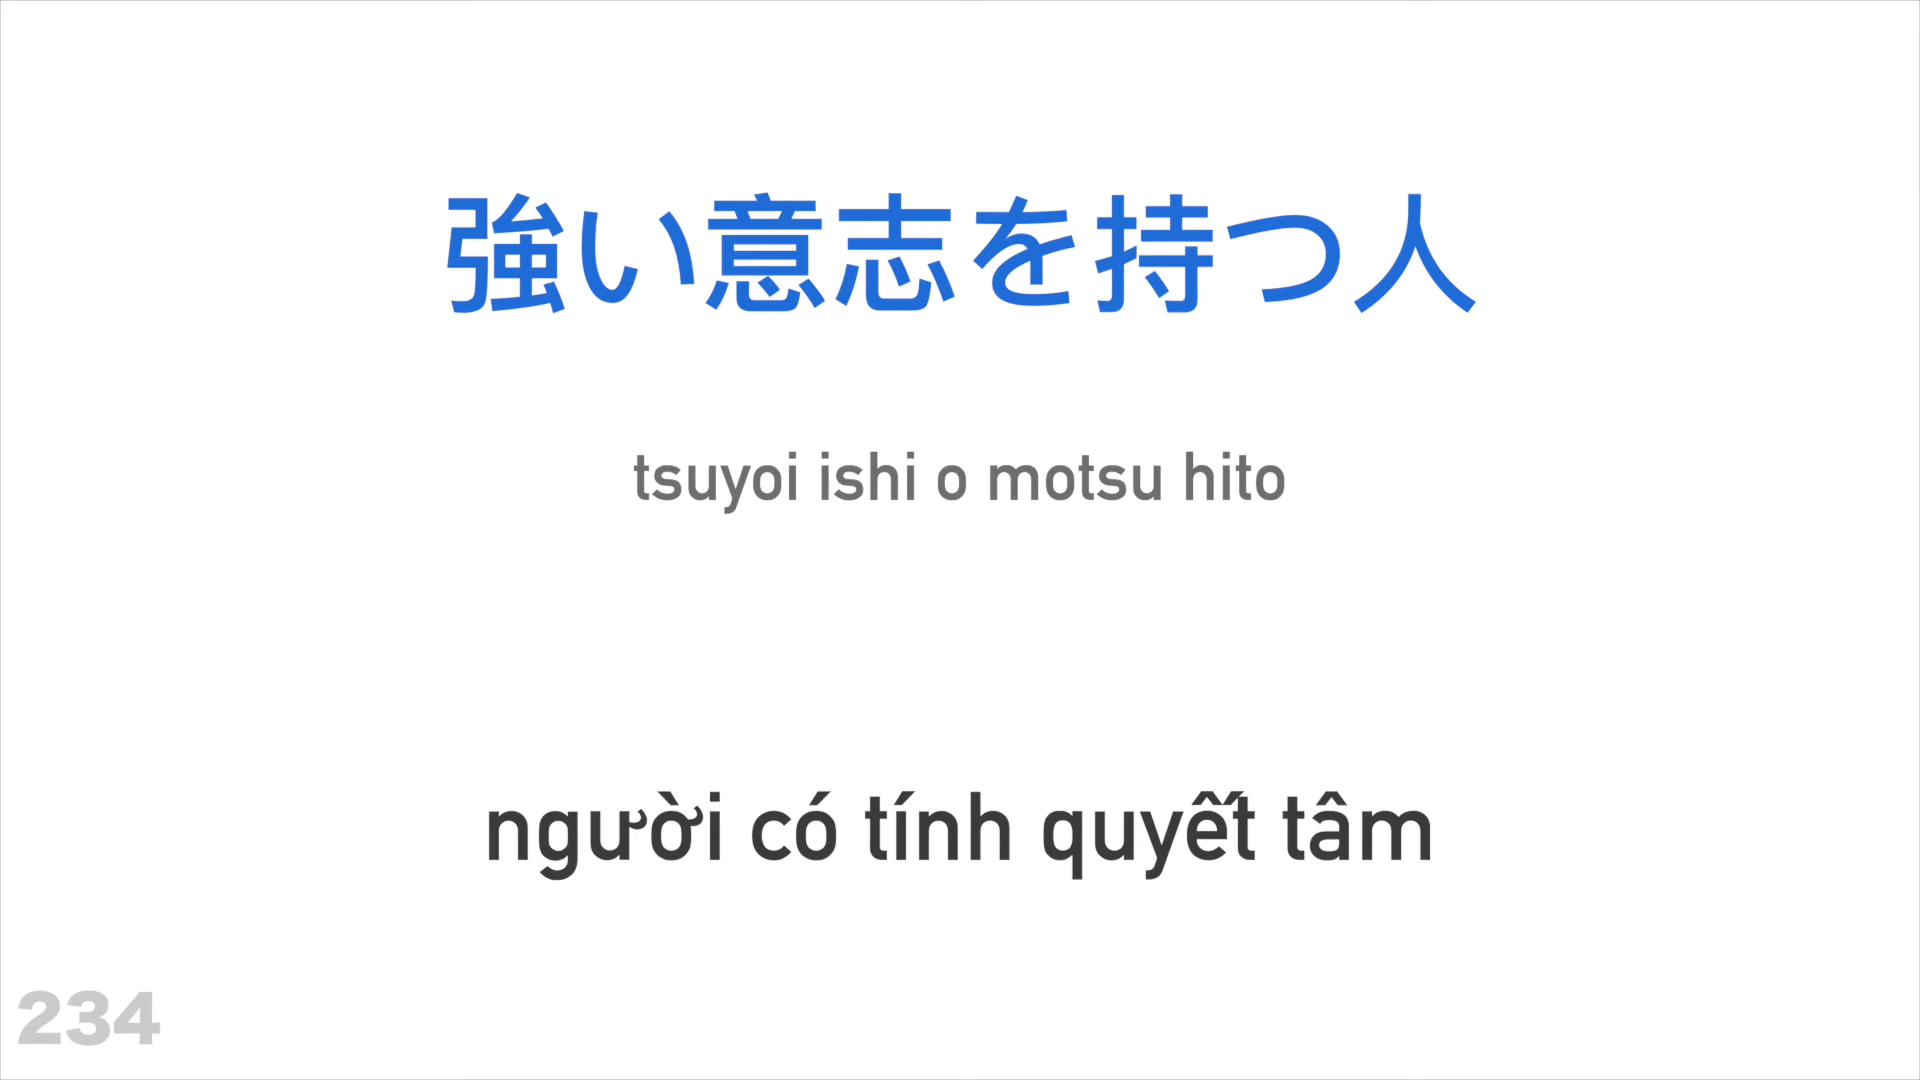 強い意志を持つ人
tsuyoi ishi o motsu hito
người có tính quyết tâm
234